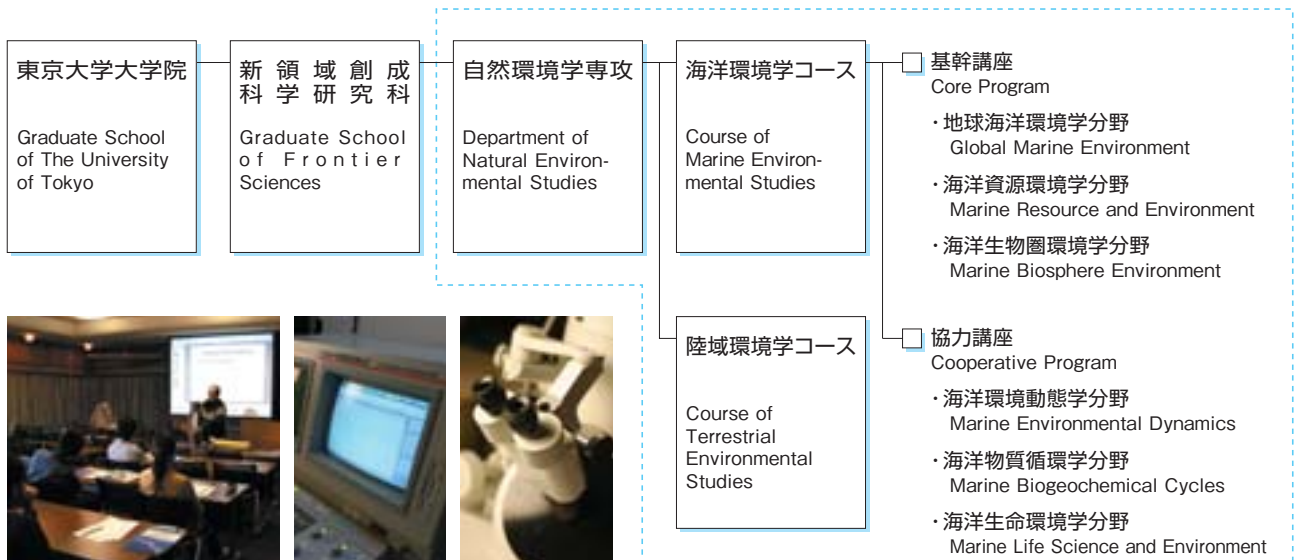 東京大学大学院
Graduate School
of The University
of Tokyo
新領域創成
科学研究科
Graduate School
of Frontier
Sciences
自然環境学専攻
Department of
Natural Environ-
mental Studies
海洋環境学コース
Course of
Marine Environ-
mental Studies
基幹講座
Core Program
・地球海洋環境学分野
Global Marine Environment
・海洋資源環境学分野
Marine Resource and Environment
・海洋生物圏環境学分野
Marine Biosphere Environment
陸域環境学コース
Course of
Terrestrial
Environmental
Studies
協力講座
Cooperative Program
・海洋環境動態学分野
Marine Environmental Dynamics
・海洋物質循環学分野
Marine Biogeochemical Cycles
・海洋生命環境学分野
Marine Life Science and Environment